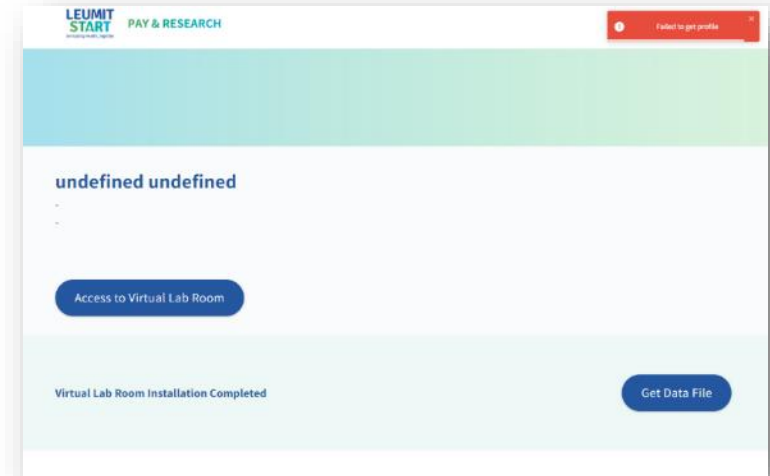 LEUMIT
START
PAY & RESEARCH
Failed to get profile
undefined undefined
-
-
Access to Virtual Lab Room
Virtual Lab Room Installation Completed
Get Data File